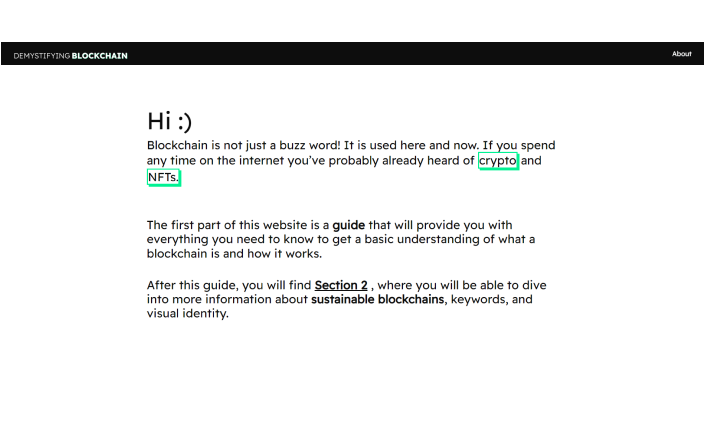 DEMYSTIFYING BLOCKCHAIN
About
Hi :)
Blockchain is not just a buzz word! It is used here and now. If you spend
any time on the internet you've probably already heard of crypto and
NFTs.
The first part of this website is a guide that will provide you with
everything you need to know to get a basic understanding of what a
blockchain is and how it works.
After this guide, you will find Section 2 , where you will be able to dive
into more information about sustainable blockchains, keywords, and
visual identity.